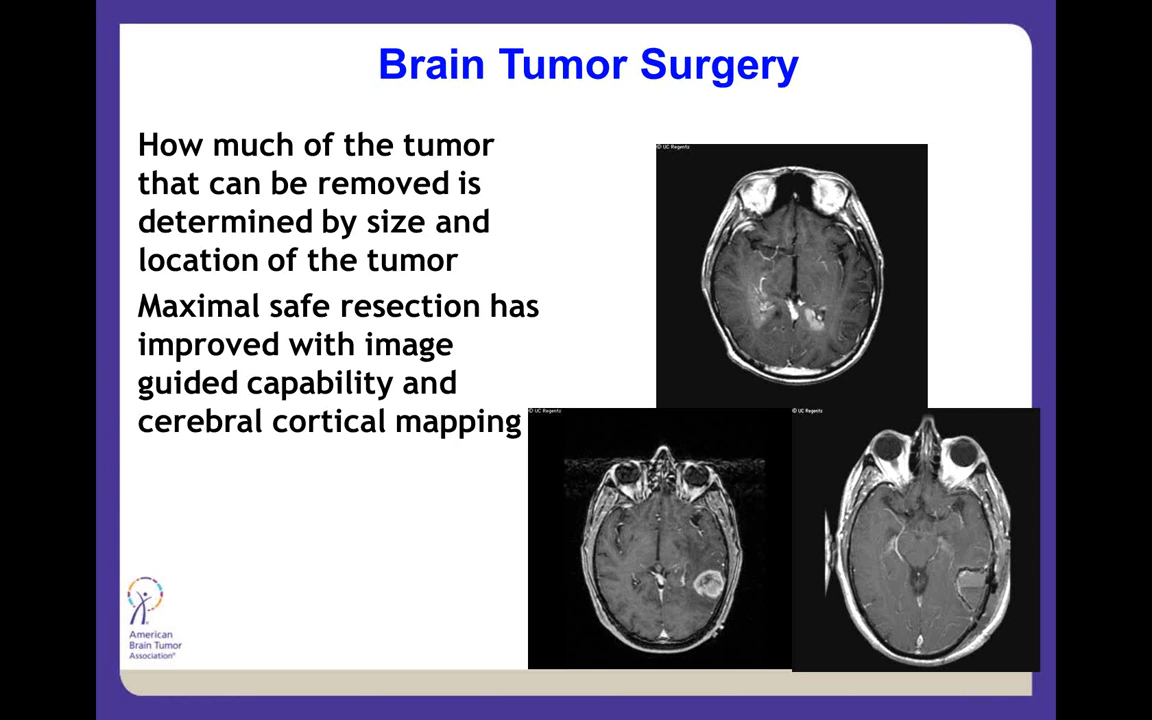 Brain Tumor Surgery
How much of the tumor
that can be removed is
determined by size and
location of the tumor
Maximal safe resection has
improved with image
guided capability and
cerebral cortical mapping
© UC Regents
© UC Regents
© UC Regents
American
Brain Tumor
Association®